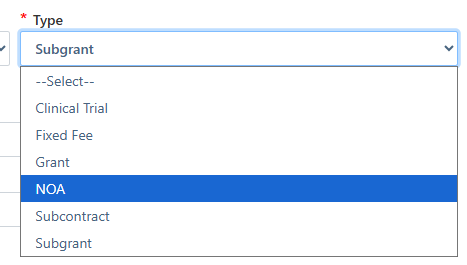 * Type
Subgrant
--Select--
Clinical Trial
Fixed Fee
Grant
NOA
Subcontract
Subgrant